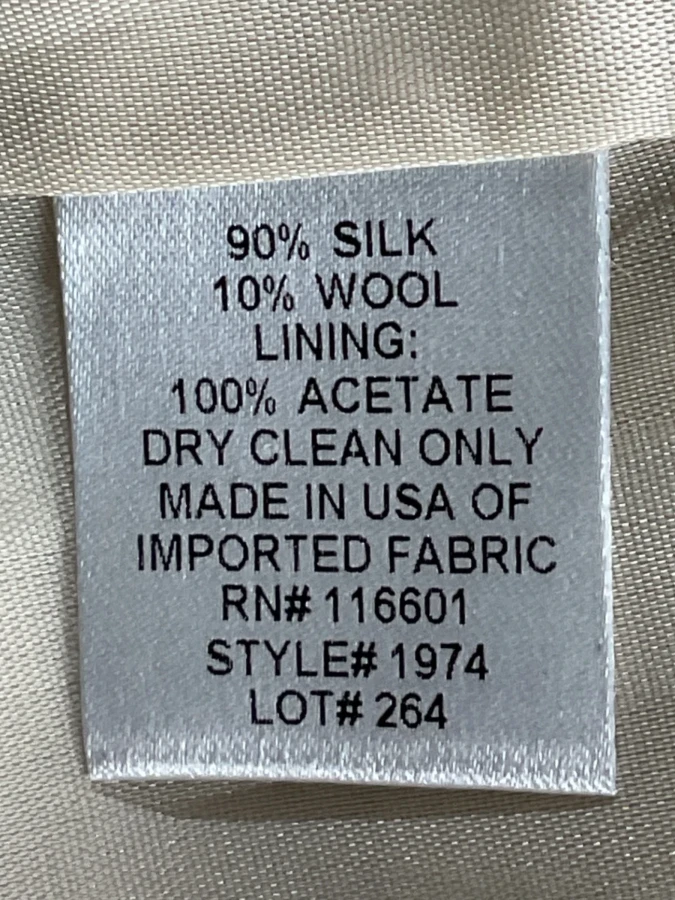 90% SILK
10% WOOL
LINING:
100% ACETATE
DRY CLEAN ONLY
MADE IN USA OF
IMPORTED FABRIC
RN# 116601
STYLE# 1974
LOT# 264